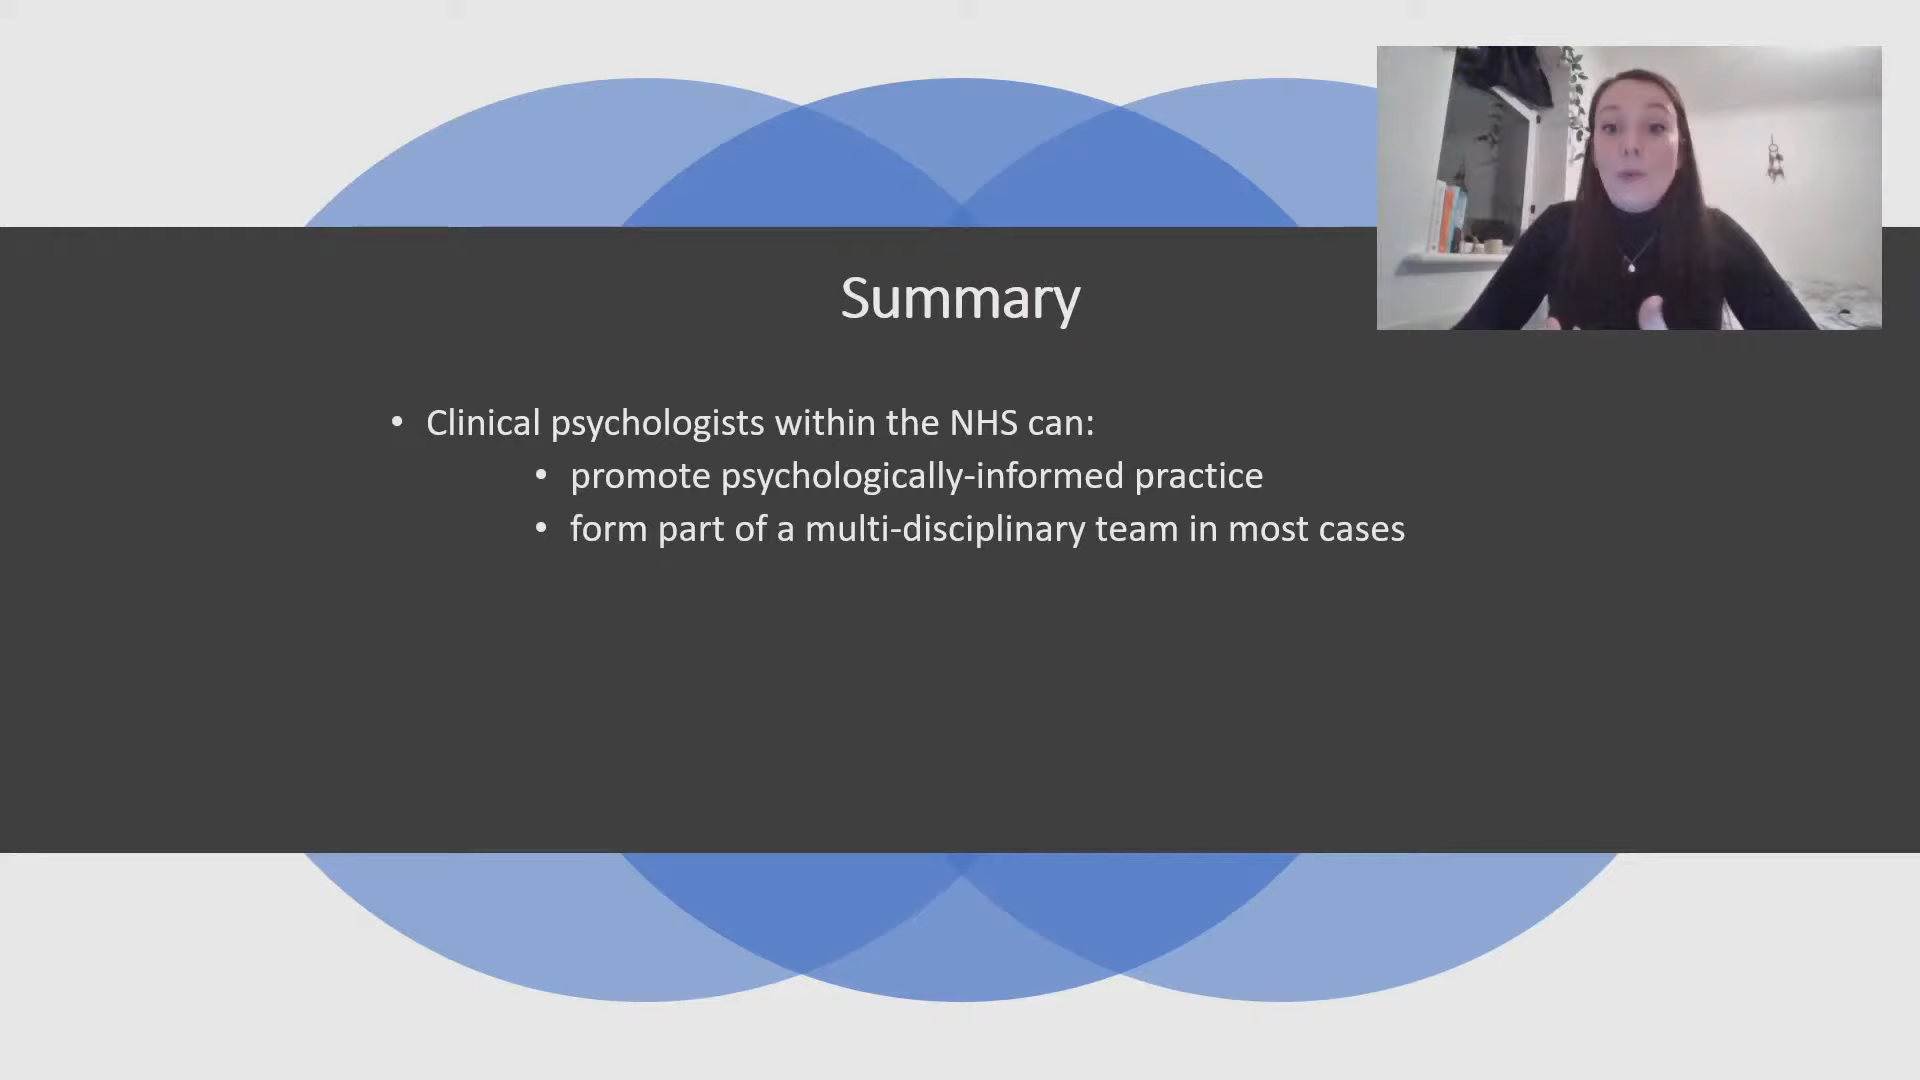 Summary
• Clinical psychologists within the NHS can:
• promote psychologically-informed practice
• form part of a multi-disciplinary team in most cases